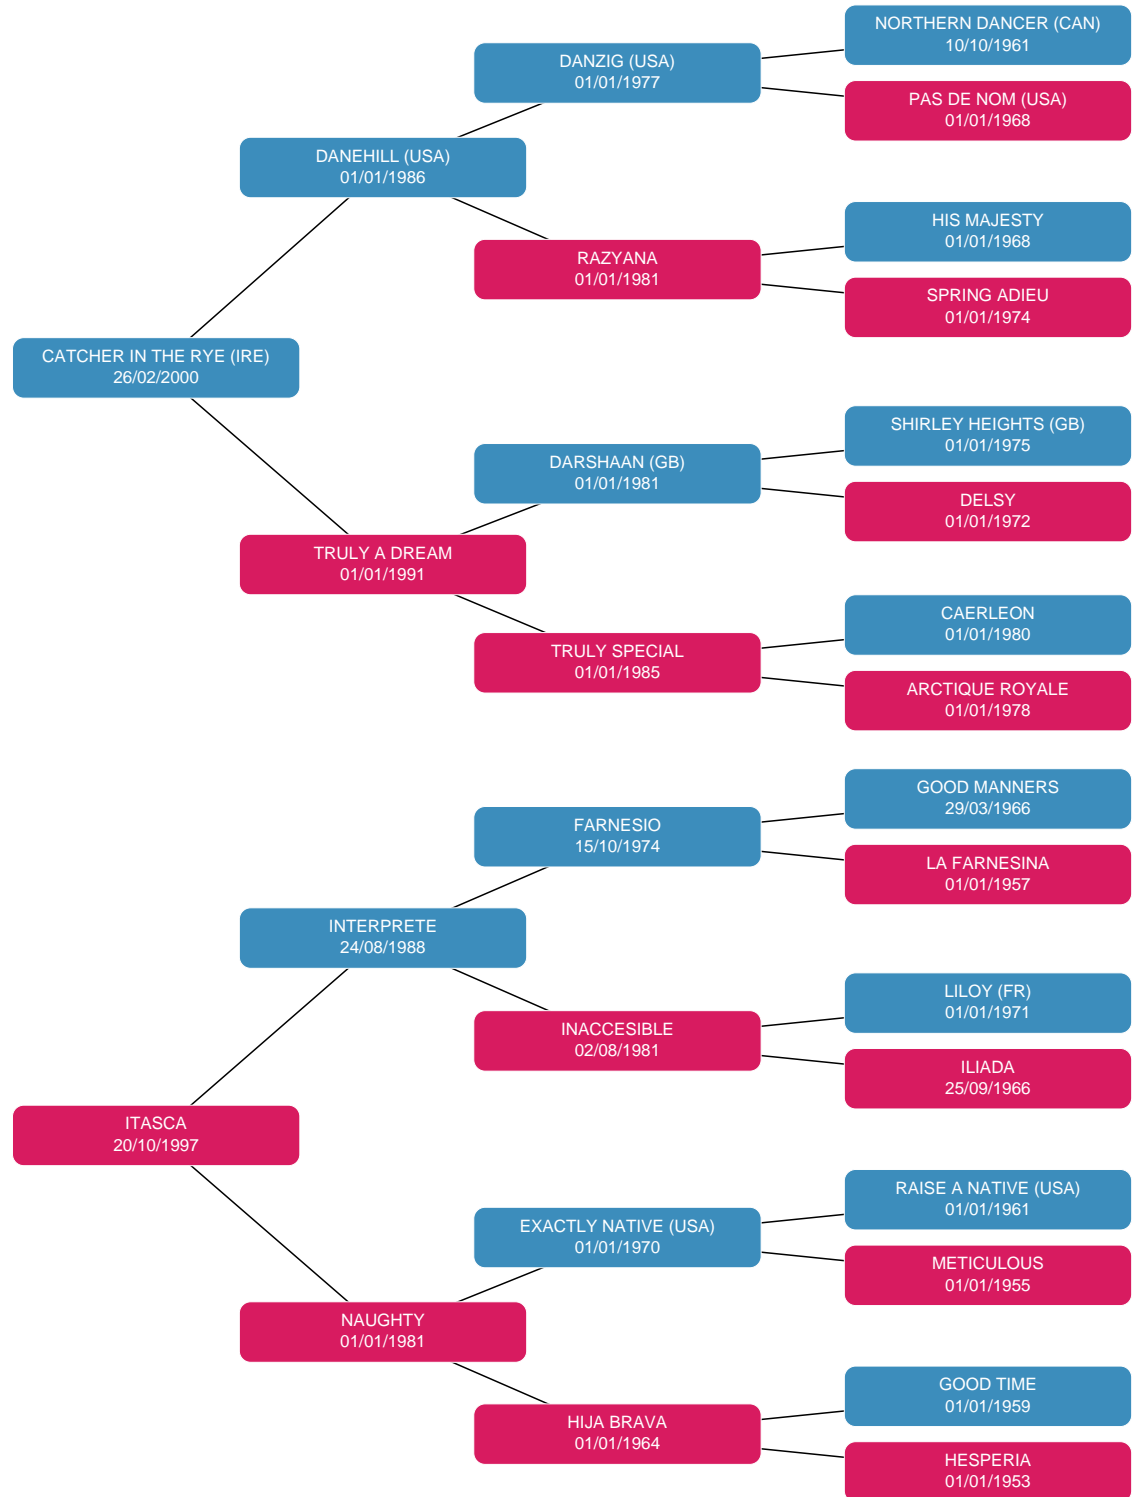 NORTHERN DANCER (CAN)
10/10/1961
DANZIG (USA)
01/01/1977
PAS DE NOM (USA)
01/01/1968
DANEHILL (USA)
01/01/1986
HIS MAJESTY
01/01/1968
RAZYANA
01/01/1981
SPRING ADIEU
01/01/1974
CATCHER IN THE RYE (IRE)
26/02/2000
SHIRLEY HEIGHTS (GB)
01/01/1975
DARSHAAN (GB)
01/01/1981
DELSY
01/01/1972
TRULY A DREAM
01/01/1991
CAERLEON
01/01/1980
TRULY SPECIAL
01/01/1985
ARCTIQUE ROYALE
01/01/1978
GOOD MANNERS
29/03/1966
FARNESIO
15/10/1974
LA FARNESINA
01/01/1957
INTERPRETE
24/08/1988
LILOY (FR)
01/01/1971
INACCESIBLE
02/08/1981
ILIADA
25/09/1966
ITASCA
20/10/1997
RAISE A NATIVE (USA)
01/01/1961
EXACTLY NATIVE (USA)
01/01/1970
METICULOUS
01/01/1955
NAUGHTY
01/01/1981
GOOD TIME
01/01/1959
HIJA BRAVA
01/01/1964
HESPERIA
01/01/1953